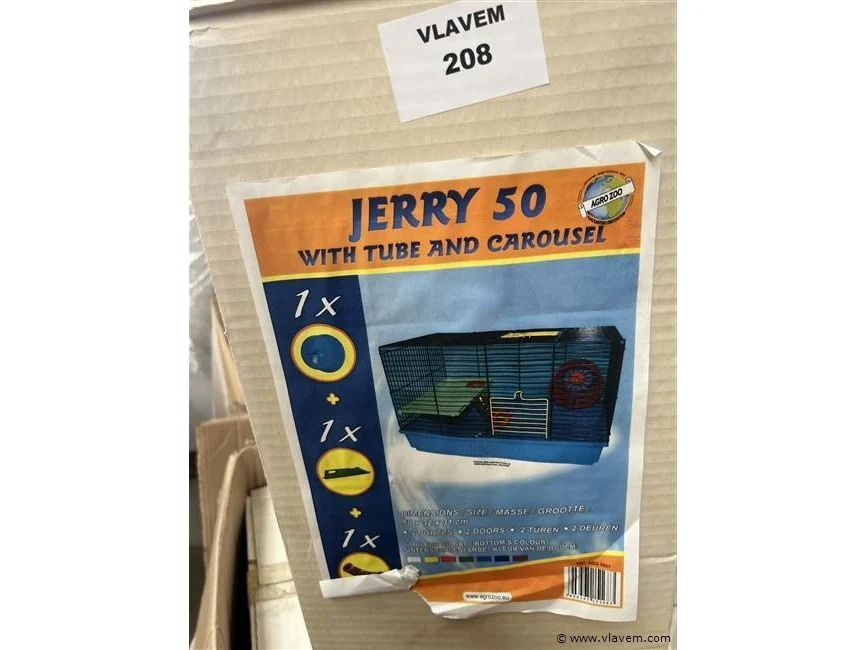 VLAVEM
208
AGRO ZOO
JERRY 50
WITH TUBE AND CAROUSEL
1x
+
1x
+
1x
DIMENSIONS / SIZE / MASSE / GROOTTE :
• 2 DOORS • 2 TUREN • 2 DEUREN
www.agrozoo.eu
© www.vlavem.com